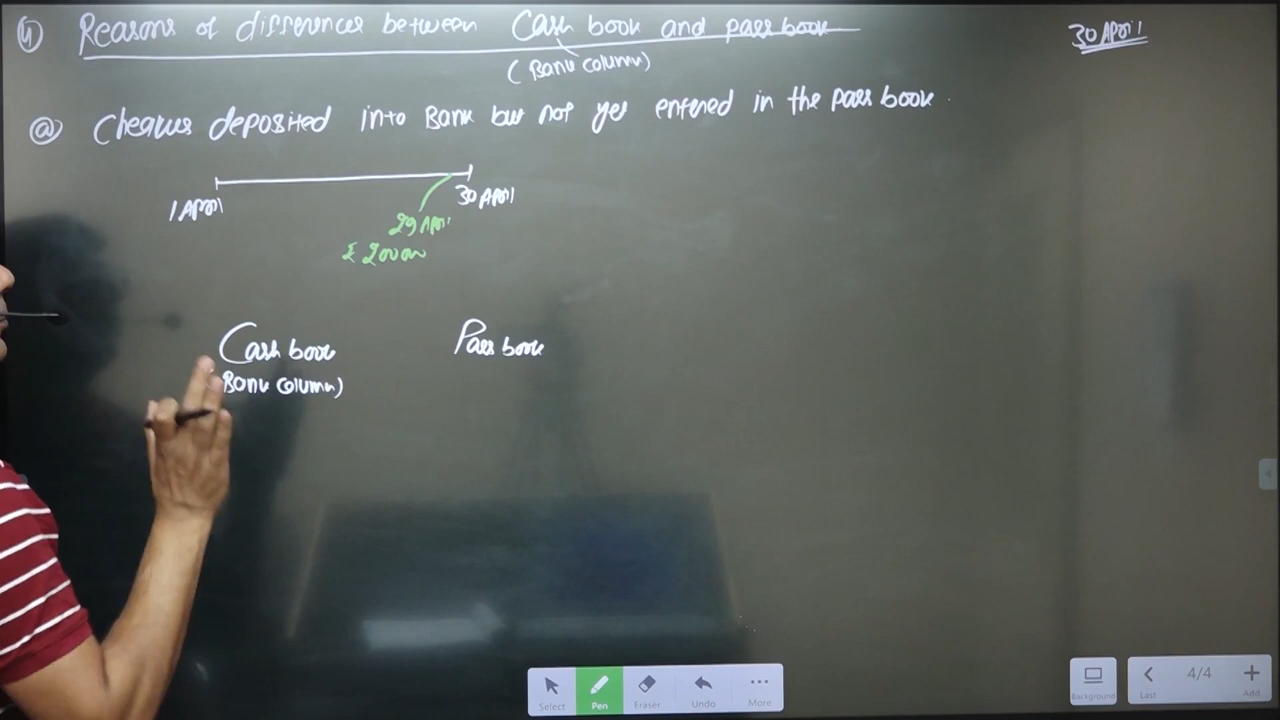 4) Reasons of differences between Cash book and pass book
30 April
(Bank column)
@ Cheques deposited into Bank but not yet entered in the pass book.
1 April
30 April
29 Apri
₹ 20000
Cash book
Pass book
Bank column)
Select
Pen
Eraser
Undo
More
Background
Last
4/4
Add